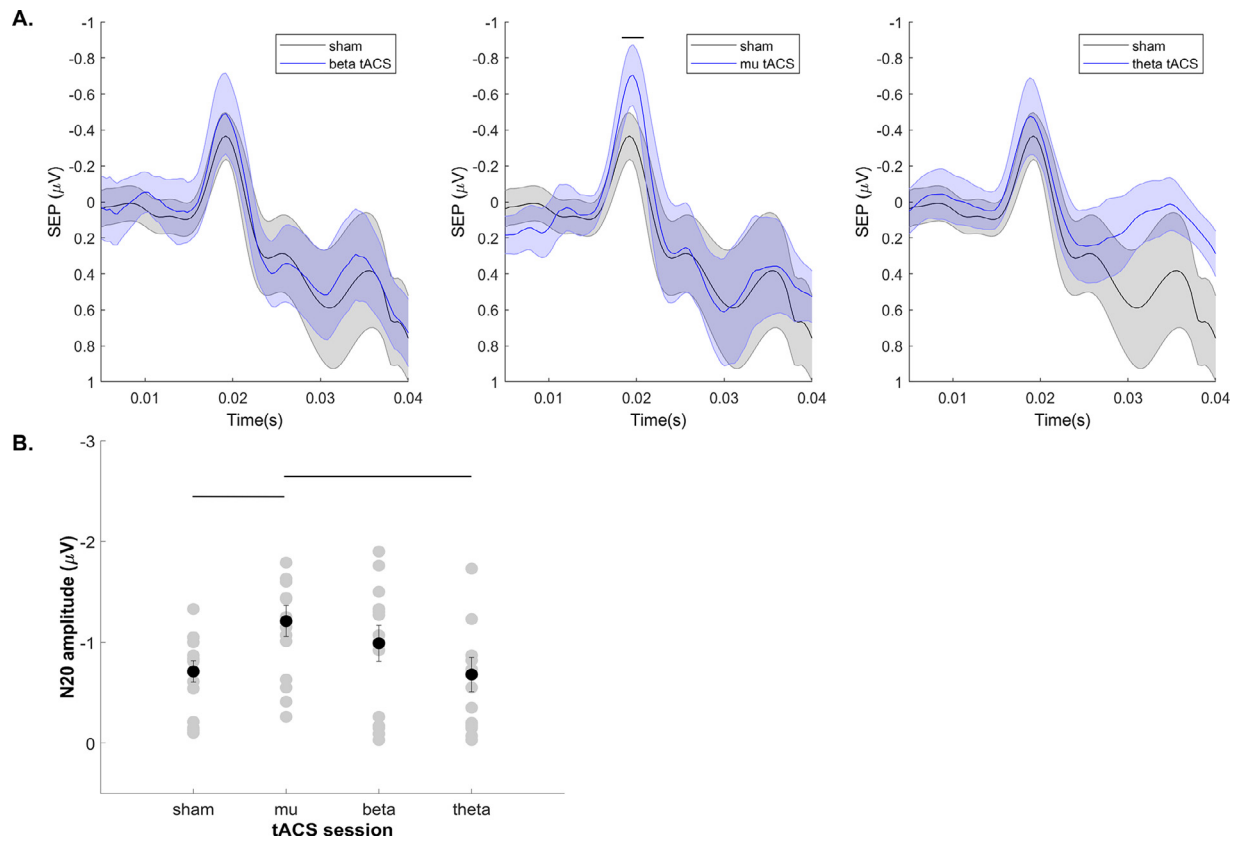 A.
-1
-0.8
-0.6
-0.4
-0.2
0
0.2
0.4
0.6
0.8
1
SEP (μV)
sham
beta tACS
0.01
0.02
0.03
0.04
Time(s)
-1
-0.8
-0.6
-0.4
-0.2
0
0.2
0.4
0.6
0.8
1
SEP (μV)
sham
mu tACS
0.01
0.02
0.03
0.04
Time(s)
-1
-0.8
-0.6
-0.4
-0.2
0
0.2
0.4
0.6
0.8
1
SEP (μV)
sham
theta tACS
0.01
0.02
0.03
0.04
Time(s)
B.
-3
-2
-1
0
N20 amplitude (μV)
sham
mu
beta
theta
tACS session